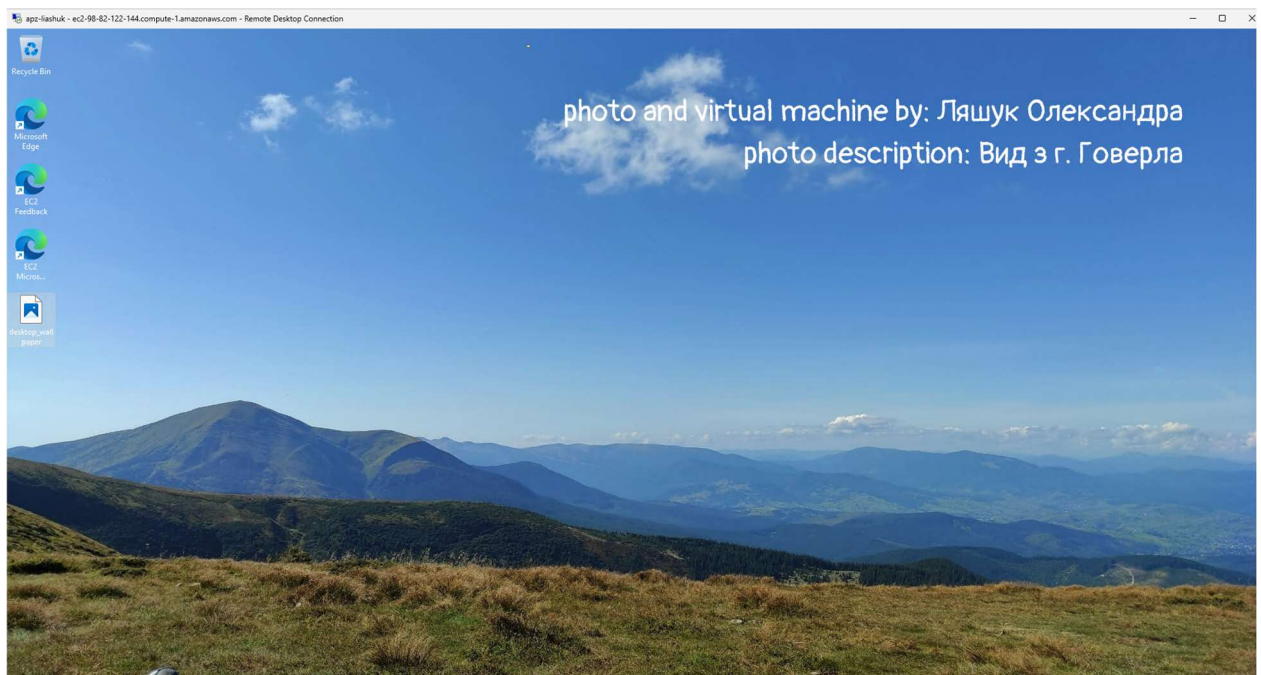 apz-liashuk - ec2-98-82-122-144.compute-1.amazonaws.com - Remote Desktop Connection
Recycle Bin
Microsoft
Edge
EC2
Feedback
EC2
Micros...
desktop_wall
paper
photo and virtual machine by: Ляшук Олександра
photo description: Вид з г. Говерла